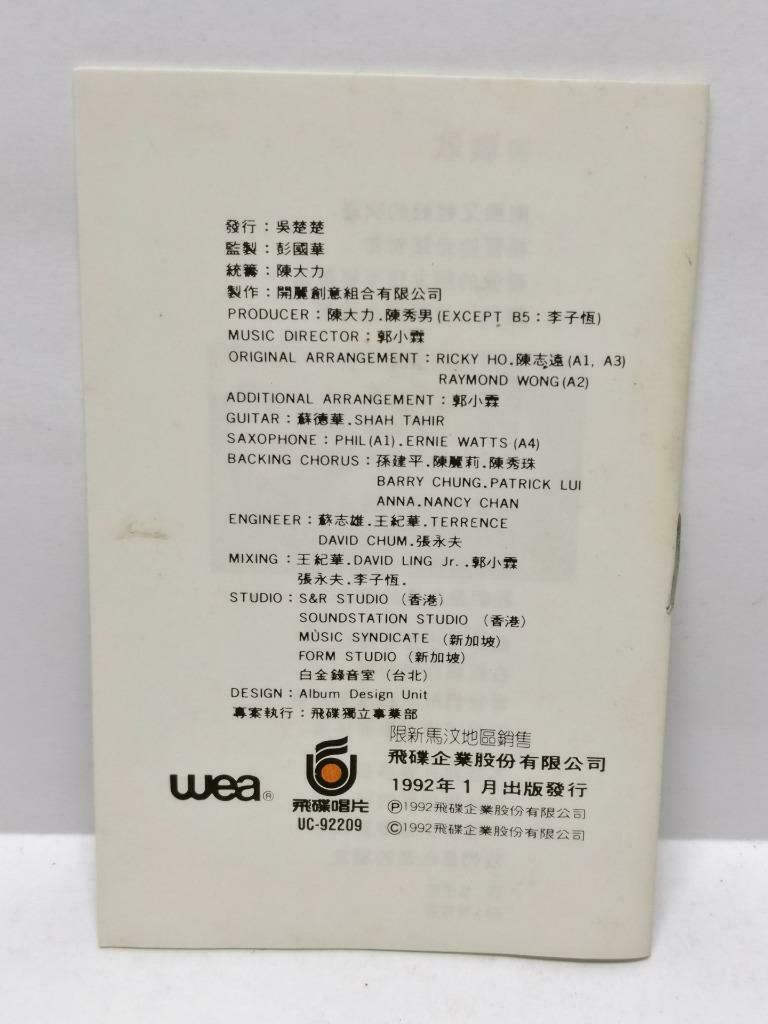 發行：吳楚楚
監製：彭國華
統籌：陳大力
製作：開麗創意組合有限公司
PRODUCER：陳大力.陳秀男(EXCEPT B5：李子恆)
MUSIC DIRECTOR：郭小霖
ORIGINAL ARRANGEMENT：RICKY HO.陳志遠(A1, A3)
RAYMOND WONG(A2)
ADDITIONAL ARRANGEMENT：郭小霖
GUITAR：蘇德華.SHAH TAHIR
SAXOPHONE：PHIL(A1).ERNIE WATTS(A4)
BACKING CHORUS：孫建平.陳麗莉.陳秀珠
BARRY CHUNG.PATRICK LUI
ANNA.NANCY CHAN
ENGINEER：蘇志雄.王紀華.TERRENCE
DAVID CHUM.張永夫
MIXING：王紀華.DAVID LING Jr..郭小霖
張永夫.李子恆.
STUDIO：S&R STUDIO（香港）
SOUNDSTATION STUDIO（香港）
MUSIC SYNDICATE（新加坡）
FORM STUDIO（新加坡）
白金錄音室（台北）
DESIGN：Album Design Unit
專案執行：飛碟獨立事業部
限新馬汶地區銷售
飛碟企業股份有限公司
1992年1月出版發行
Ⓟ1992飛碟企業股份有限公司
Ⓒ1992飛碟企業股份有限公司
wea®
飛碟唱片
UC-92209